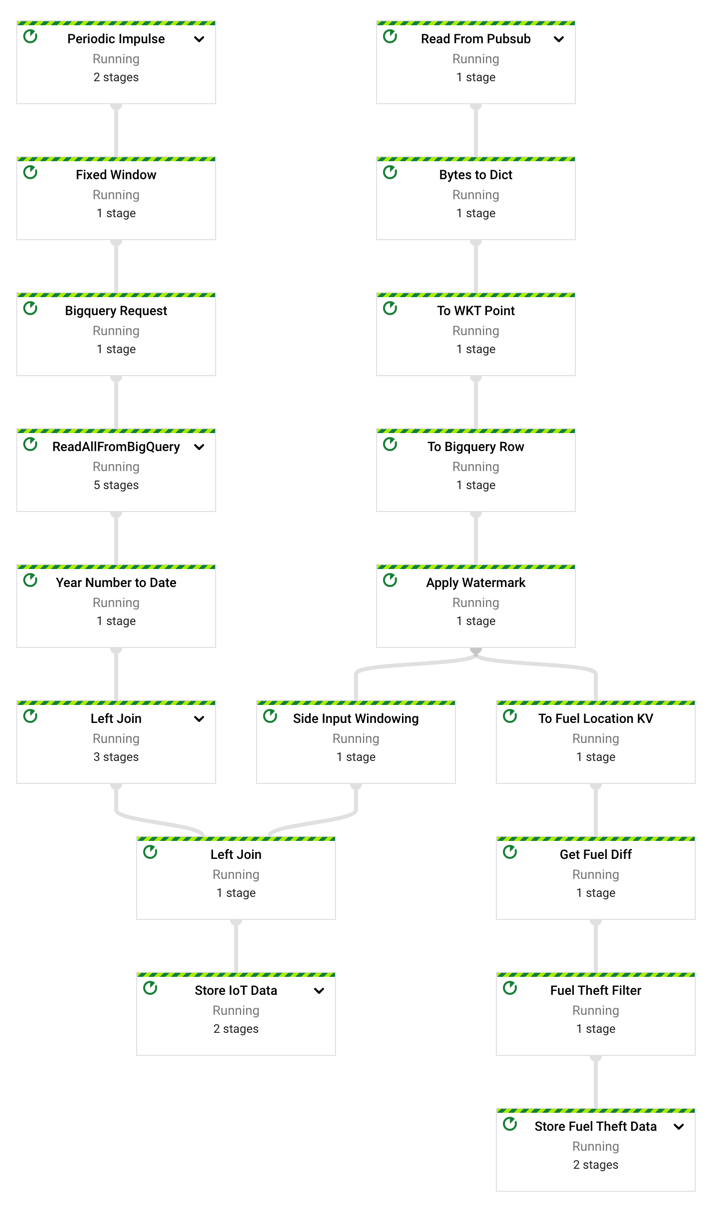 Periodic Impulse
Running
2 stages
Read From Pubsub
Running
1 stage
Fixed Window
Running
1 stage
Bytes to Dict
Running
1 stage
Bigquery Request
Running
1 stage
To WKT Point
Running
1 stage
ReadAllFromBigQuery
Running
5 stages
To Bigquery Row
Running
1 stage
Year Number to Date
Running
1 stage
Apply Watermark
Running
1 stage
Left Join
Running
3 stages
Side Input Windowing
Running
1 stage
To Fuel Location KV
Running
1 stage
Left Join
Running
1 stage
Get Fuel Diff
Running
1 stage
Store IoT Data
Running
2 stages
Fuel Theft Filter
Running
1 stage
Store Fuel Theft Data
Running
2 stages